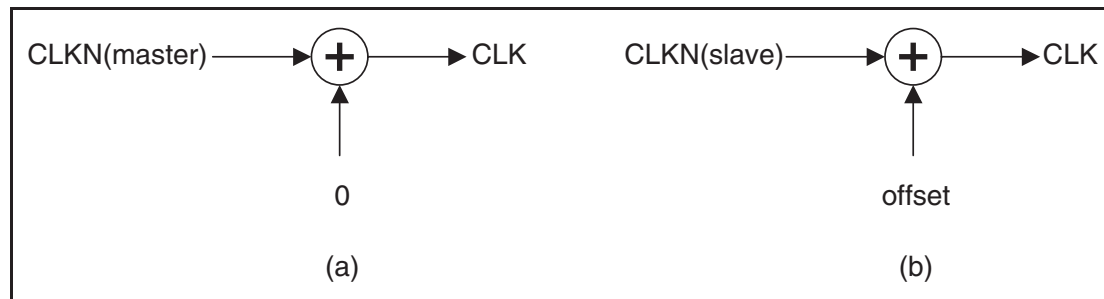 CLKN(master) + CLK
0
(a)
CLKN(slave) + CLK
offset
(b)